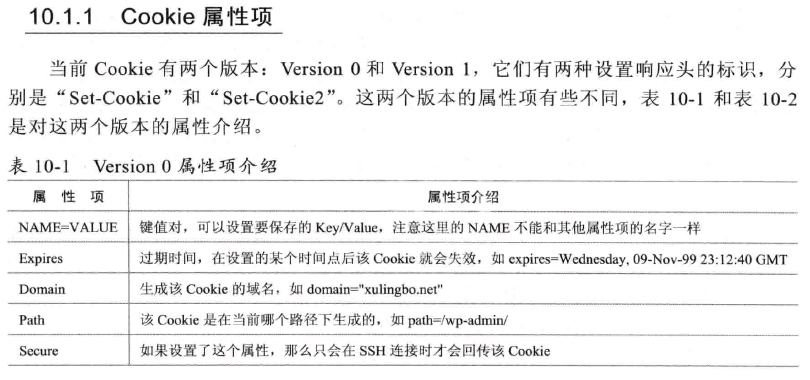 10.1.1 Cookie 属性项
当前 Cookie 有两个版本：Version 0 和 Version 1，它们有两种设置响应头的标识，分
别是“Set-Cookie”和“Set-Cookie2”。这两个版本的属性项有些不同，表 10-1 和表 10-2
是对这两个版本的属性介绍。
表 10-1 Version 0 属性项介绍
属 性 项 属性项介绍
NAME=VALUE 键值对，可以设置要保存的 Key/Value，注意这里的 NAME 不能和其他属性项的名字一样
Expires 过期时间，在设置的某个时间点后该 Cookie 就会失效，如 expires=Wednesday, 09-Nov-99 23:12:40 GMT
Domain 生成该 Cookie 的域名，如 domain="xulingbo.net"
Path 该 Cookie 是在当前哪个路径下生成的，如 path=/wp-admin/
Secure 如果设置了这个属性，那么只会在 SSH 连接时才会回传该 Cookie